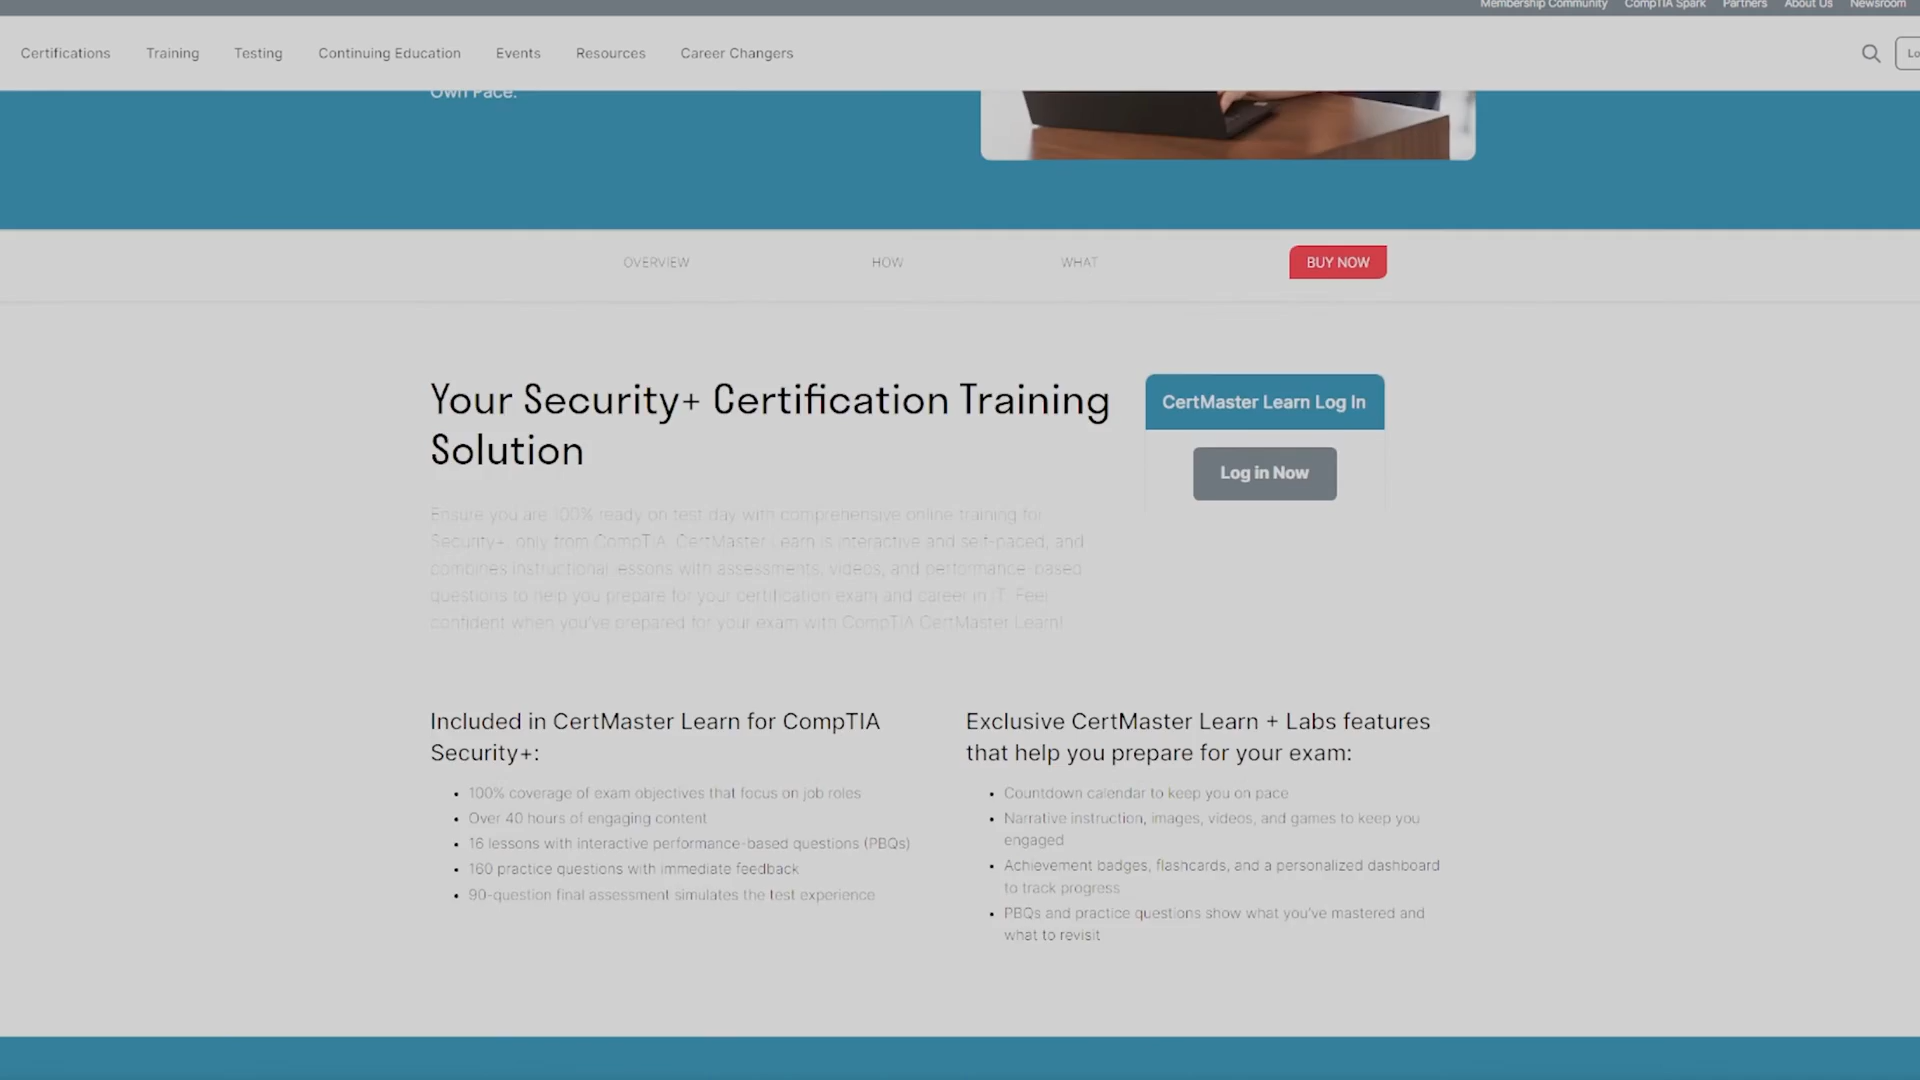 Membership Community CompTIA Spark Partners About Us Newsroom
Certifications Training Testing Continuing Education Events Resources Career Changers
Own Pace.
OVERVIEW HOW WHAT BUY NOW
Your Security+ Certification Training
Solution
CertMaster Learn Log In
Log in Now
Ensure you are 100% ready on test day with comprehensive online training for
Security+, only from CompTIA. CertMaster Learn is interactive and self-paced, and
combines instructional lessons with assessments, videos, and performance-based
questions to help you prepare for your certification exam and career in IT. Feel
confident when you've prepared for your exam with CompTIA CertMaster Learn!
Included in CertMaster Learn for CompTIA
Security+:
• 100% coverage of exam objectives that focus on job roles
• Over 40 hours of engaging content
• 16 lessons with interactive performance-based questions (PBQs)
• 160 practice questions with immediate feedback
• 90-question final assessment simulates the test experience
Exclusive CertMaster Learn + Labs features
that help you prepare for your exam:
• Countdown calendar to keep you on pace
• Narrative instruction, images, videos, and games to keep you
engaged
• Achievement badges, flashcards, and a personalized dashboard
to track progress
• PBQs and practice questions show what you've mastered and
what to revisit